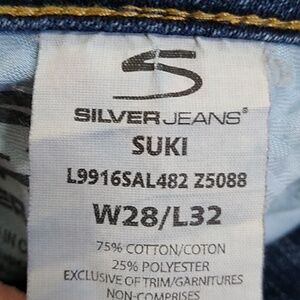 SILVER JEANS®
SUKI
L9916SAL482 Z5088
W28/L32
75% COTTON/COTON
25% POLYESTER
EXCLUSIVE OF TRIM/GARNITURES
NON-COMPRISES